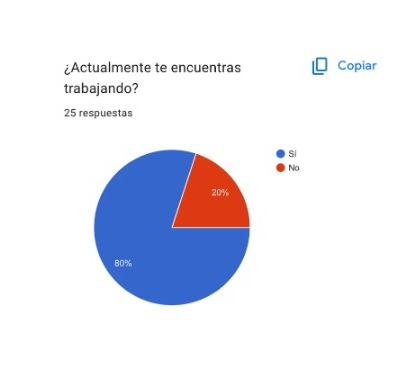 ¿Actualmente te encuentras
trabajando?
Copiar
25 respuestas
Sí
No
20%
80%